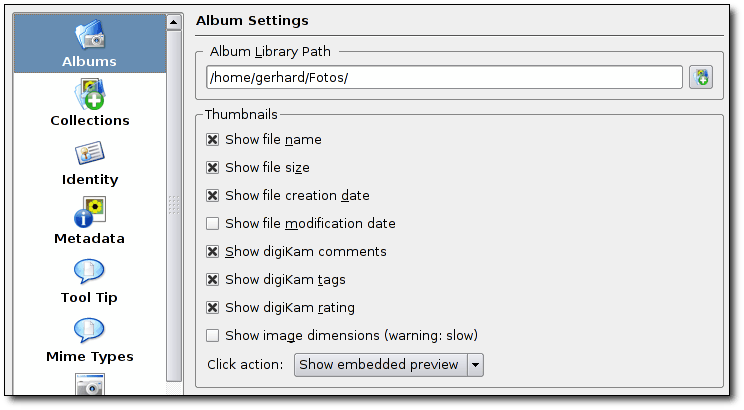 Albums
Collections
Identity
Metadata
Tool Tip
Mime Types
Album Settings
Album Library Path
/home/gerhard/Fotos/
Thumbnails
Show file name
Show file size
Show file creation date
Show file modification date
Show digiKam comments
Show digiKam tags
Show digiKam rating
Show image dimensions (warning: slow)
Click action: Show embedded preview